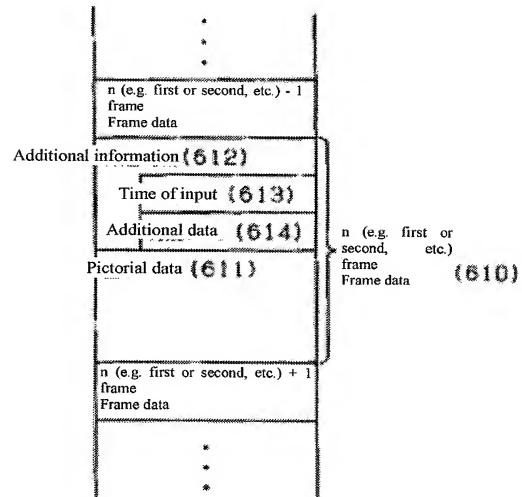 n (e.g. first or second, etc.) - 1
frame
Frame data
Additional information (612)
Time of input (613)
Additional data (614)
Pictorial data (611)
n (e.g. first or
second, etc.)
frame
Frame data
(610)
n (e.g. first or second, etc.) + 1
frame
Frame data